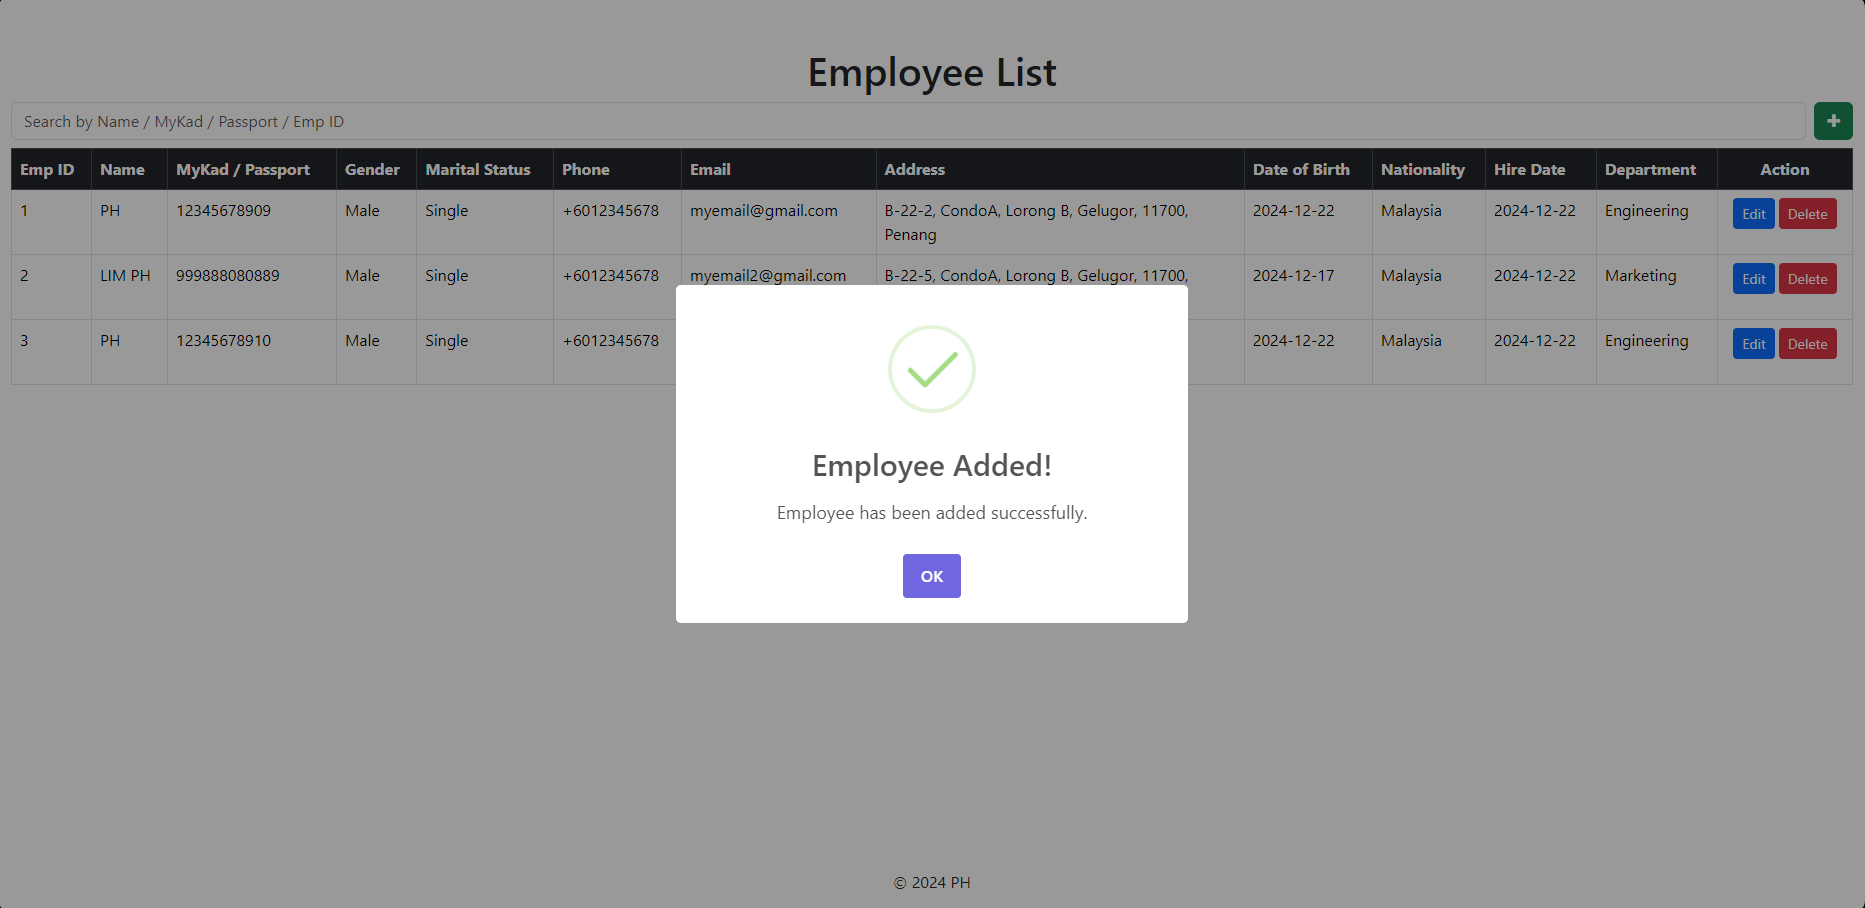 Employee List
Search by Name / MyKad / Passport / Emp ID
Emp ID Name MyKad / Passport Gender Marital Status Phone Email Address Date of Birth Nationality Hire Date Department Action
1 PH 12345678909 Male Single +6012345678 myemail@gmail.com B-22-2, CondoA, Lorong B, Gelugor, 11700, 2024-12-22 Malaysia 2024-12-22 Engineering Edit Delete
Penang
2 LIM PH 999888080889 Male Single +6012345678 myemail2@gmail.com B-22-5, CondoA, Lorong B, Gelugor, 11700, 2024-12-17 Malaysia 2024-12-22 Marketing Edit Delete
3 PH 12345678910 Male Single +6012345678 2024-12-22 Malaysia 2024-12-22 Engineering Edit Delete
Employee Added!
Employee has been added successfully.
OK
© 2024 PH